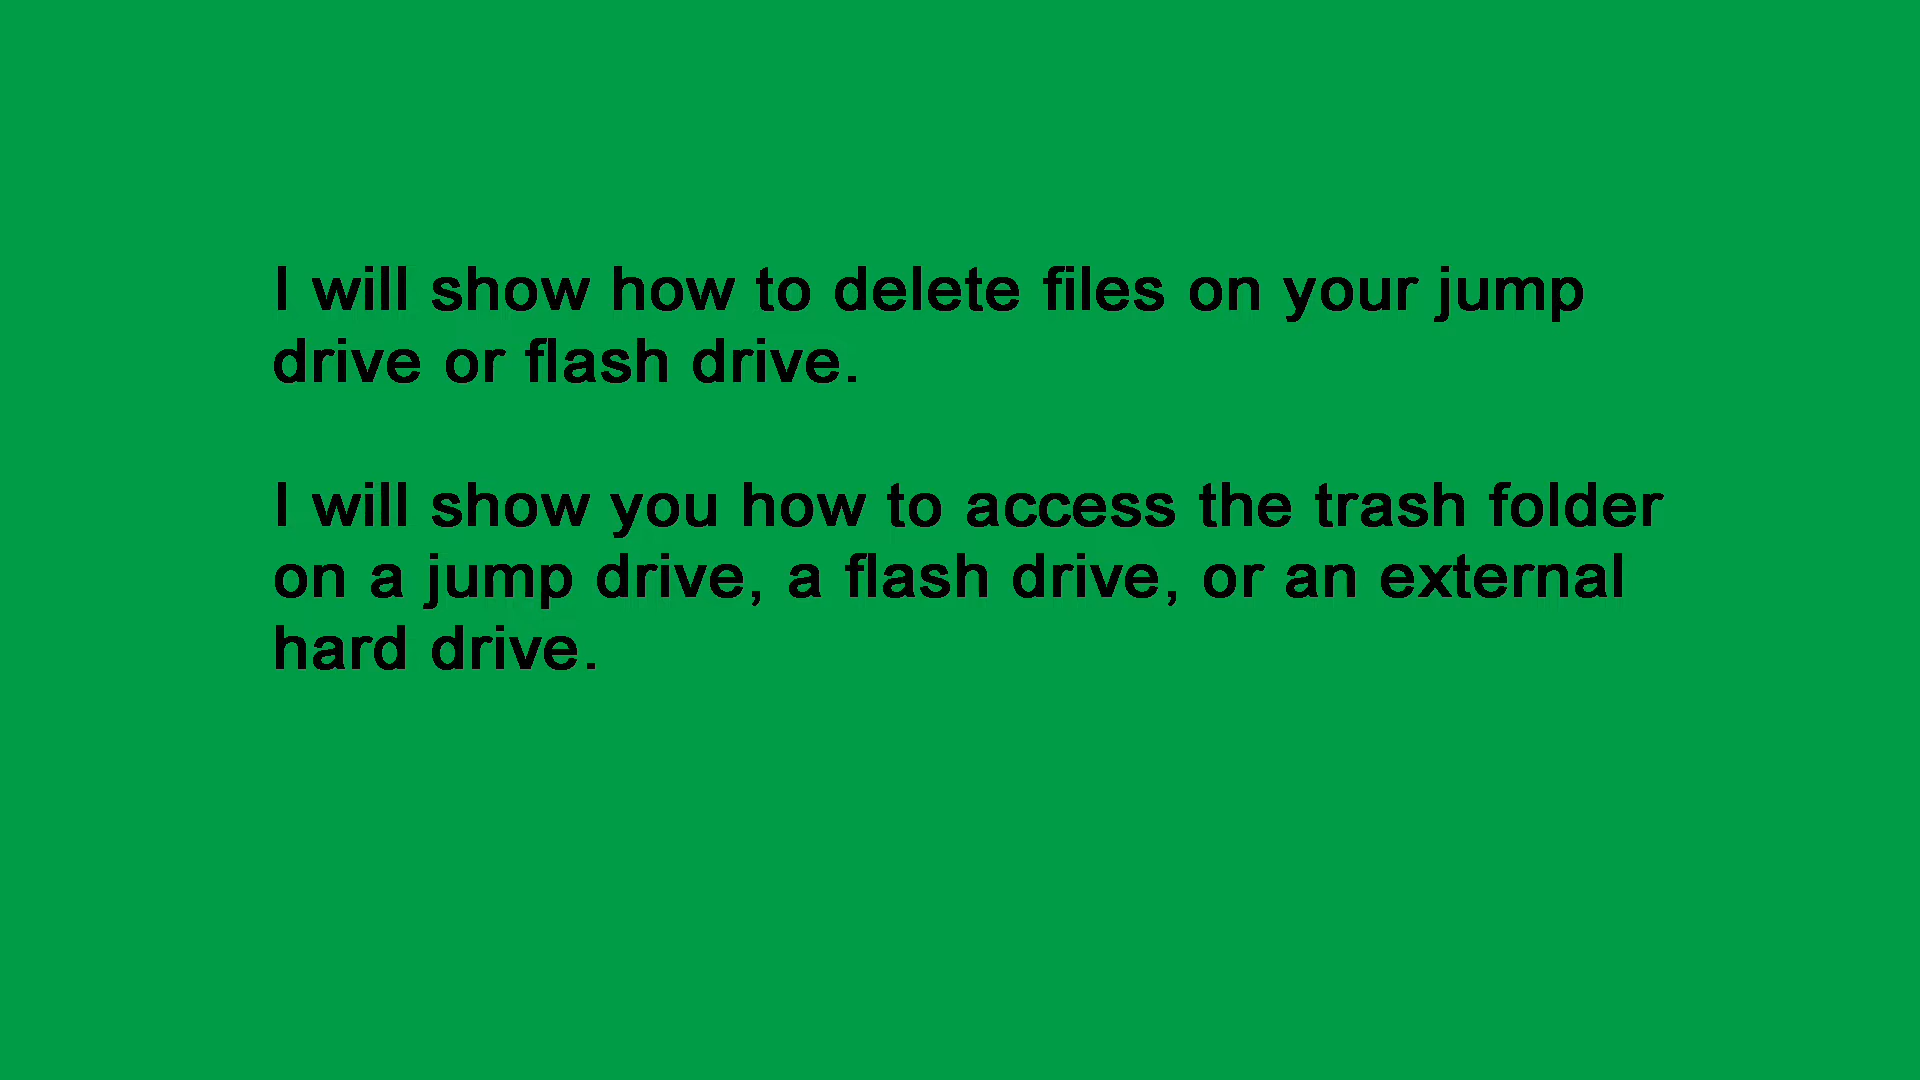 I will show how to delete files on your jump
drive or flash drive.
I will show you how to access the trash folder
on a jump drive, a flash drive, or an external
hard drive.